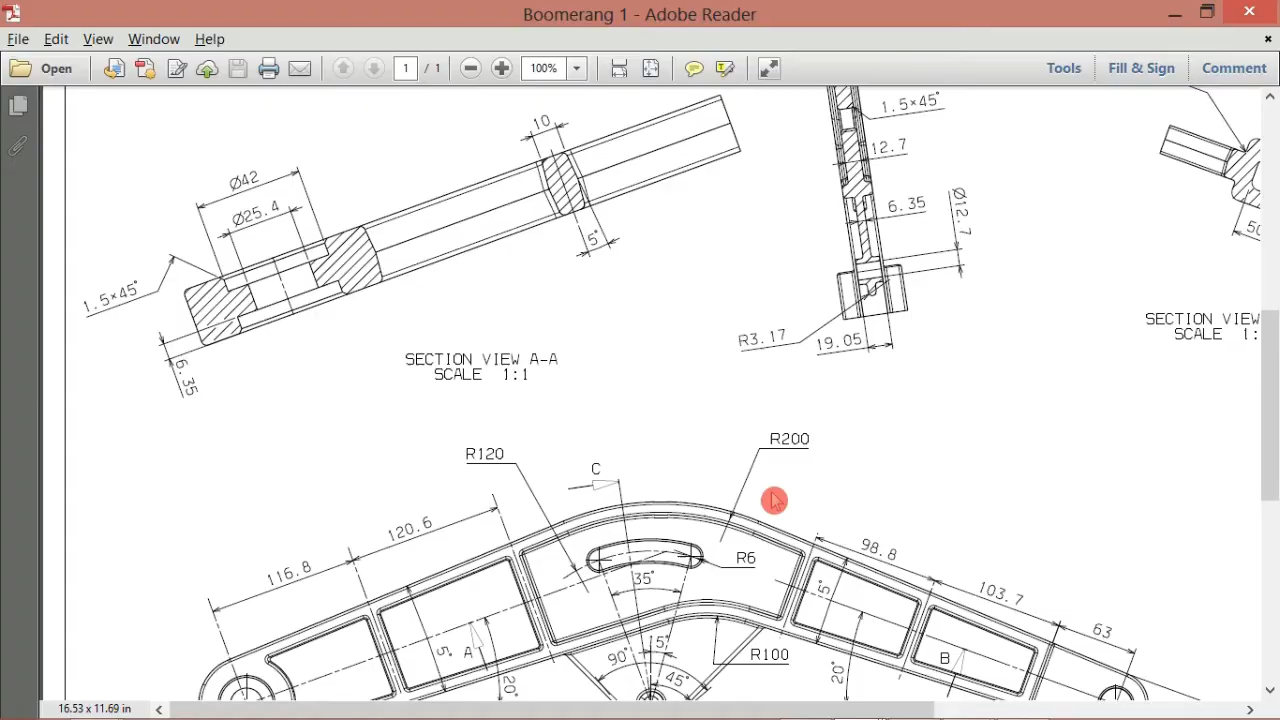 Boomerang 1 - Adobe Reader
File Edit View Window Help
Open 1 / 1 100% Tools Fill & Sign Comment
1.5×45°
10
12.7
Ø42
Ø25.4
6.35
Ø12.7
5°
1.5×45°
R3.17
19.05
6.35
SECTION VIEW A-A
SCALE 1:1
SECTION VIEW
SCALE 1:
R200
R120
C
120.6
98.8
116.8
R6
35°
5°
103.7
63
15°
A
5°
90°
R100
B
45°
20°
20°
16.53 x 11.69 in